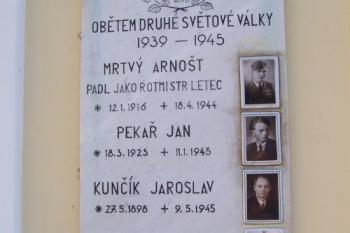 OBĚTEM DRUHÉ SVĚTOVÉ VÁLKY
1939 — 1945
MRTVÝ ARNOŠT
PADL JAKO ROTMISTR LETEC
* 12.1.1916 + 18.4.1944
PEKAŘ JAN
* 18.3.1923 + 11.1.1945
KUNČÍK JAROSLAV
* 27.5.1898 + 9.5.1945